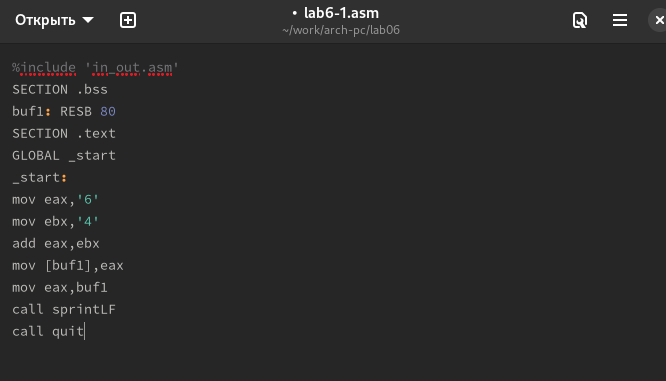 Открыть
• lab6-1.asm
~/work/arch-pc/lab06
%include 'in_out.asm'
SECTION .bss
buf1: RESB 80
SECTION .text
GLOBAL _start
_start:
mov eax,'6'
mov ebx,'4'
add eax,ebx
mov [buf1],eax
mov eax,buf1
call sprintLF
call quit